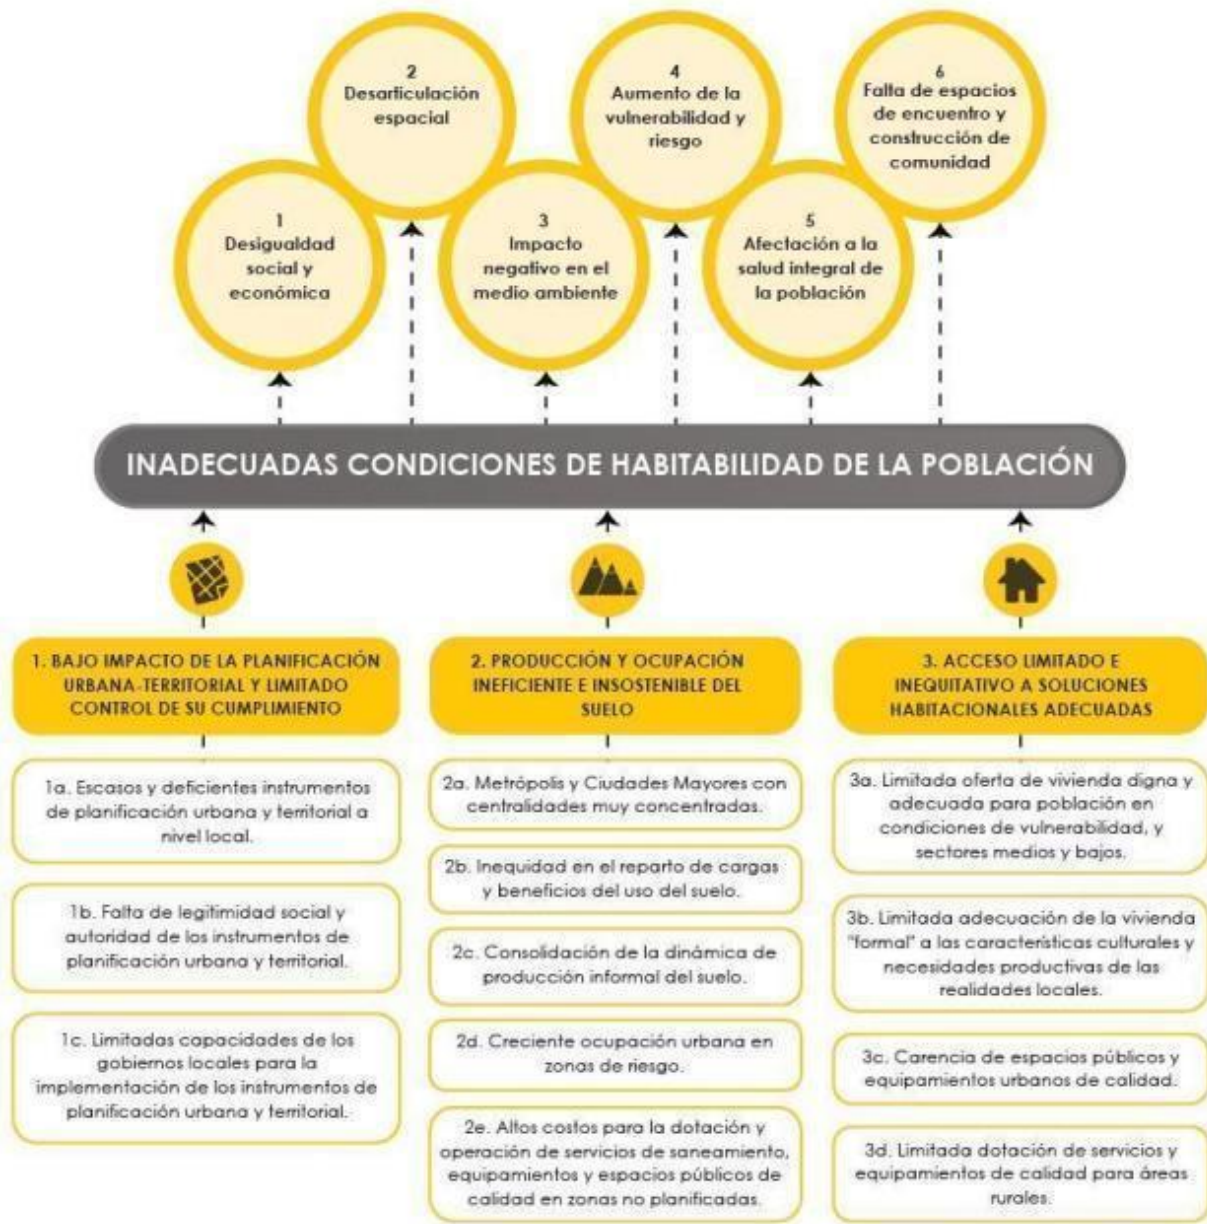 1
Desigualdad
social y
económica
2
Desarticulación
espacial
3
Impacto
negativo en el
medio ambiente
4
Aumento de la
vulnerabilidad y
riesgo
5
Afectación a la
salud integral de
la población
6
Falta de espacios
de encuentro y
construcción de
comunidad
INADECUADAS CONDICIONES DE HABITABILIDAD DE LA POBLACIÓN
1. BAJO IMPACTO DE LA PLANIFICACIÓN
URBANA-TERRITORIAL Y LIMITADO
CONTROL DE SU CUMPLIMIENTO
1a. Escasos y deficientes instrumentos
de planificación urbana y territorial a
nivel local.
1b. Falta de legitimidad social y
autoridad de los instrumentos de
planificación urbana y territorial.
1c. Limitadas capacidades de los
gobiernos locales para la
implementación de los instrumentos de
planificación urbana y territorial.
2. PRODUCCIÓN Y OCUPACIÓN
INEFICIENTE E INSOSTENIBLE DEL
SUELO
2a. Metrópolis y Ciudades Mayores con
centralidades muy concentradas.
2b. Inequidad en el reparto de cargas
y beneficios del uso del suelo.
2c. Consolidación de la dinámica de
producción informal del suelo.
2d. Creciente ocupación urbana en
zonas de riesgo.
2e. Altos costos para la dotación y
operación de servicios de saneamiento,
equipamientos y espacios públicos de
calidad en zonas no planificadas.
3. ACCESO LIMITADO E
INEQUITATIVO A SOLUCIONES
HABITACIONALES ADECUADAS
3a. Limitada oferta de vivienda digna y
adecuada para población en
condiciones de vulnerabilidad, y
sectores medios y bajos.
3b. Limitada adecuación de la vivienda
"formal" a las características culturales y
necesidades productivas de las
realidades locales.
3c. Carencia de espacios públicos y
equipamientos urbanos de calidad.
3d. Limitada dotación de servicios y
equipamientos de calidad para áreas
rurales.